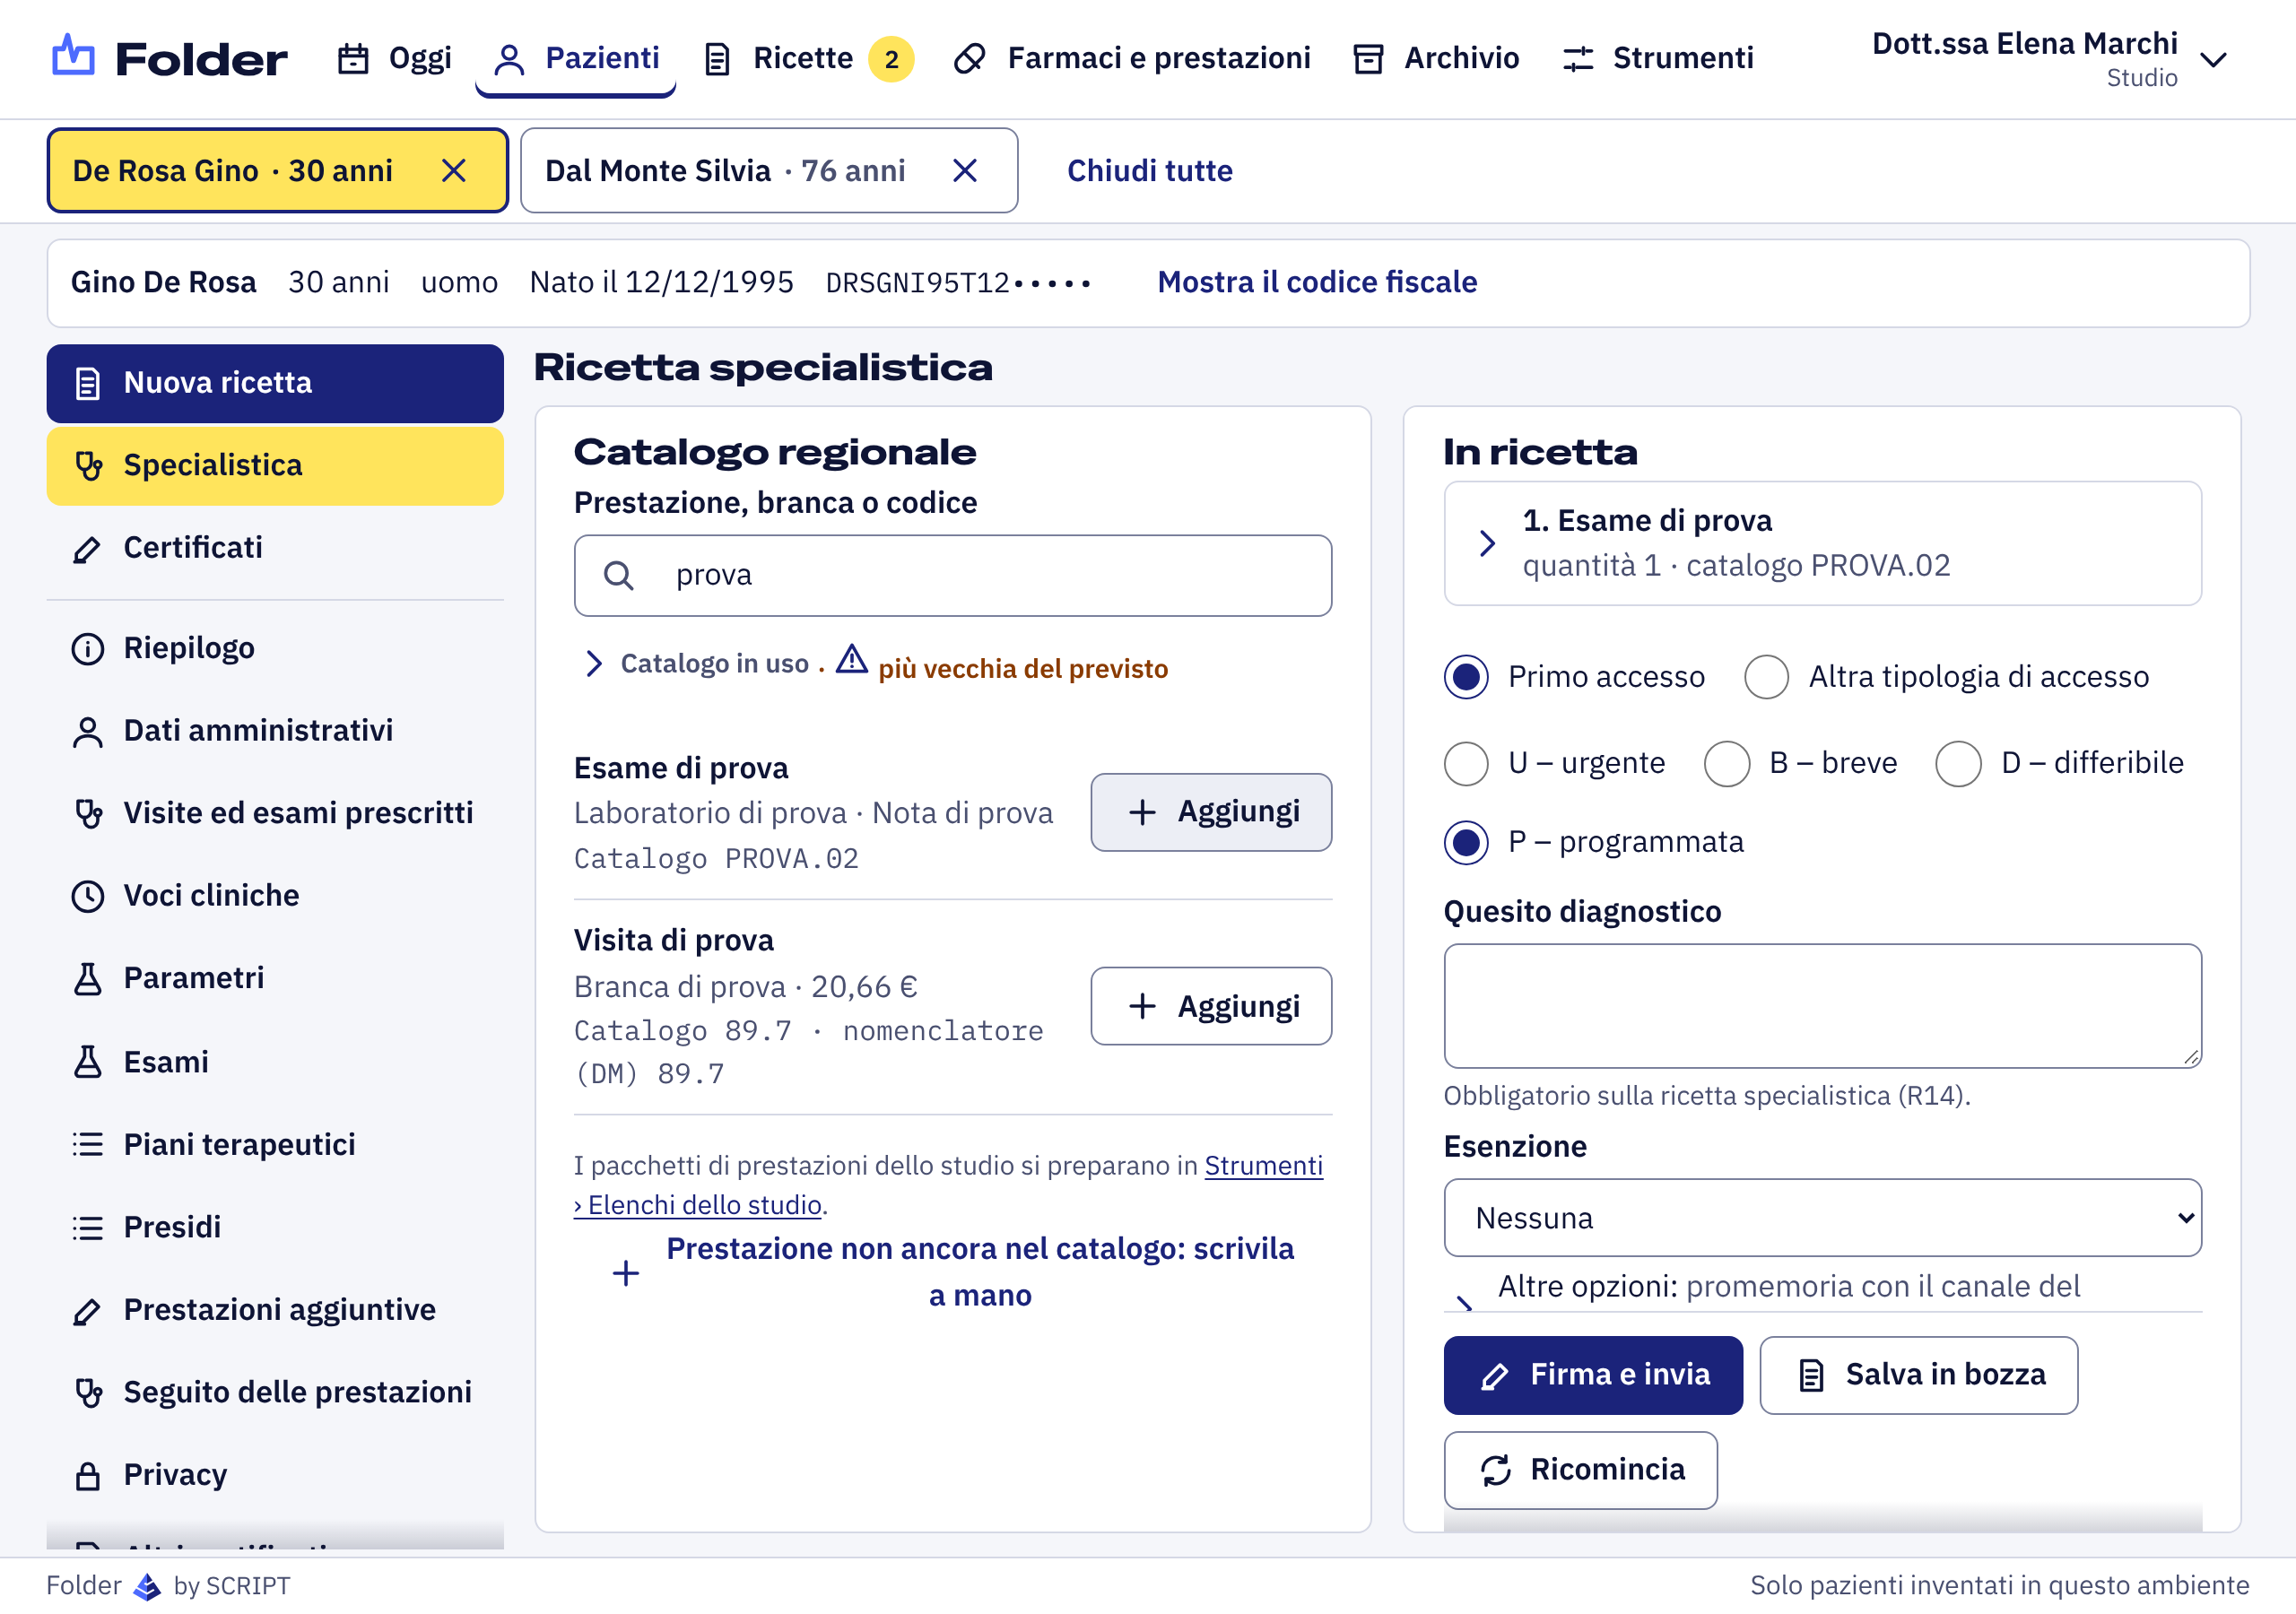 Folder
Oggi
Pazienti
Ricette 2
Farmaci e prestazioni
Archivio
Strumenti
Dott.ssa Elena Marchi
Studio
De Rosa Gino · 30 anni
Dal Monte Silvia · 76 anni
Chiudi tutte
Gino De Rosa 30 anni uomo Nato il 12/12/1995 DRSGNI95T12••••• Mostra il codice fiscale
Nuova ricetta
Specialistica
Certificati
Riepilogo
Dati amministrativi
Visite ed esami prescritti
Voci cliniche
Parametri
Esami
Piani terapeutici
Presidi
Prestazioni aggiuntive
Seguito delle prestazioni
Privacy
Ricetta specialistica
Catalogo regionale
Prestazione, branca o codice
prova
Catalogo in uso · più vecchia del previsto
Esame di prova
Laboratorio di prova · Nota di prova
Catalogo PROVA.02
Aggiungi
Visita di prova
Branca di prova · 20,66 €
Catalogo 89.7 · nomenclatore
(DM) 89.7
Aggiungi
I pacchetti di prestazioni dello studio si preparano in Strumenti
› Elenchi dello studio.
Prestazione non ancora nel catalogo: scrivila
a mano
In ricetta
1. Esame di prova
quantità 1 · catalogo PROVA.02
Primo accesso
Altra tipologia di accesso
U – urgente
B – breve
D – differibile
P – programmata
Quesito diagnostico
Obbligatorio sulla ricetta specialistica (R14).
Esenzione
Nessuna
Altre opzioni: promemoria con il canale del
Firma e invia
Salva in bozza
Ricomincia
Folder by SCRIPT
Solo pazienti inventati in questo ambiente